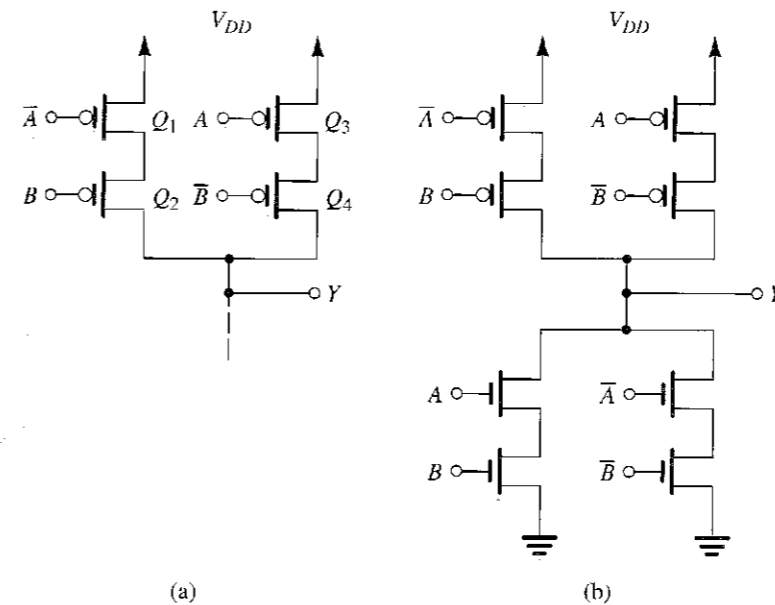 V_DD V_DD
A̅ Q₁ A Q₃ A̅ A
B Q₂ B̅ Q₄ B B̅
Y Y
A A̅
B B̅
(a) (b)